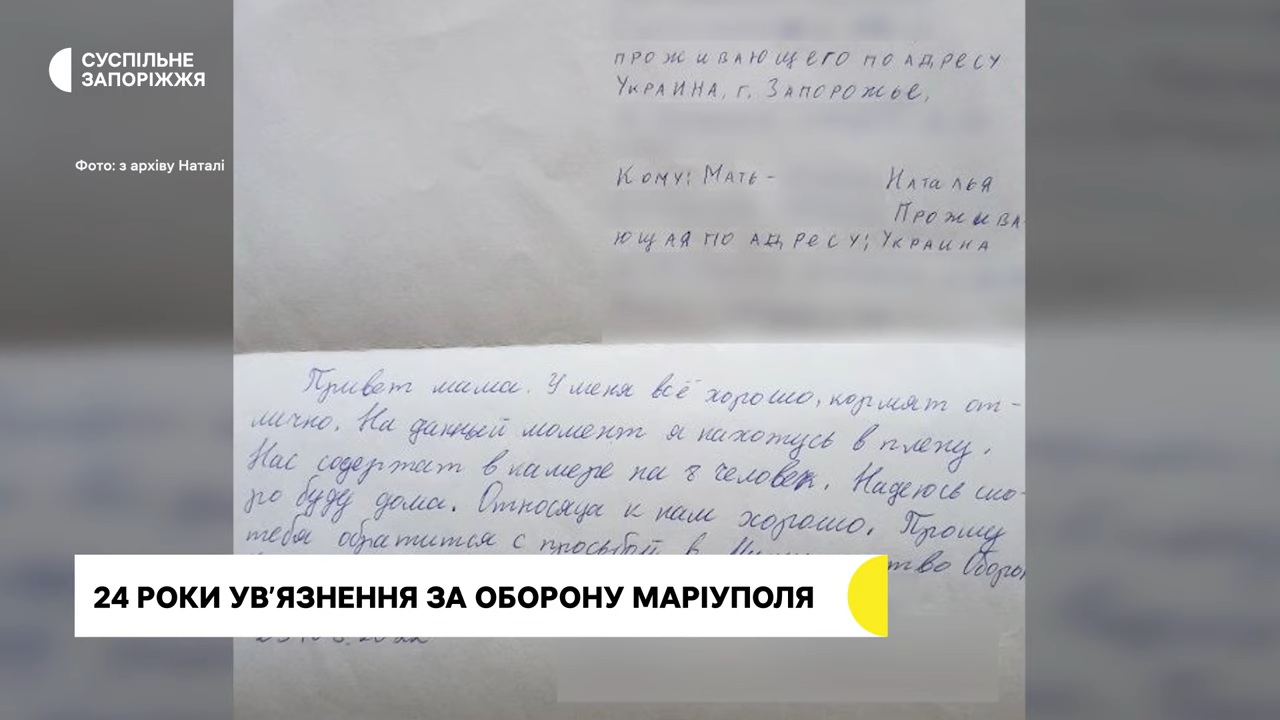 СУСПІЛЬНЕ
ЗАПОРІЖЖЯ
Фото: з архіву Наталі
проживающего по адресу
Украина, г. Запорожье,
Кому: Мать - Наталья
Прожива-
ющая по адресу: Украина
Привет мама. У меня всё хорошо, кормят от-
лично. На данный момент я нахожусь в плену.
Нас содержат в камере на 8 человек. Надеюсь ско-
ро буду дома. Относяца к нам хорошо. Прошу
тебя обратится с просьбой в
24 РОКИ УВ’ЯЗНЕННЯ ЗА ОБОРОНУ МАРІУПОЛЯ